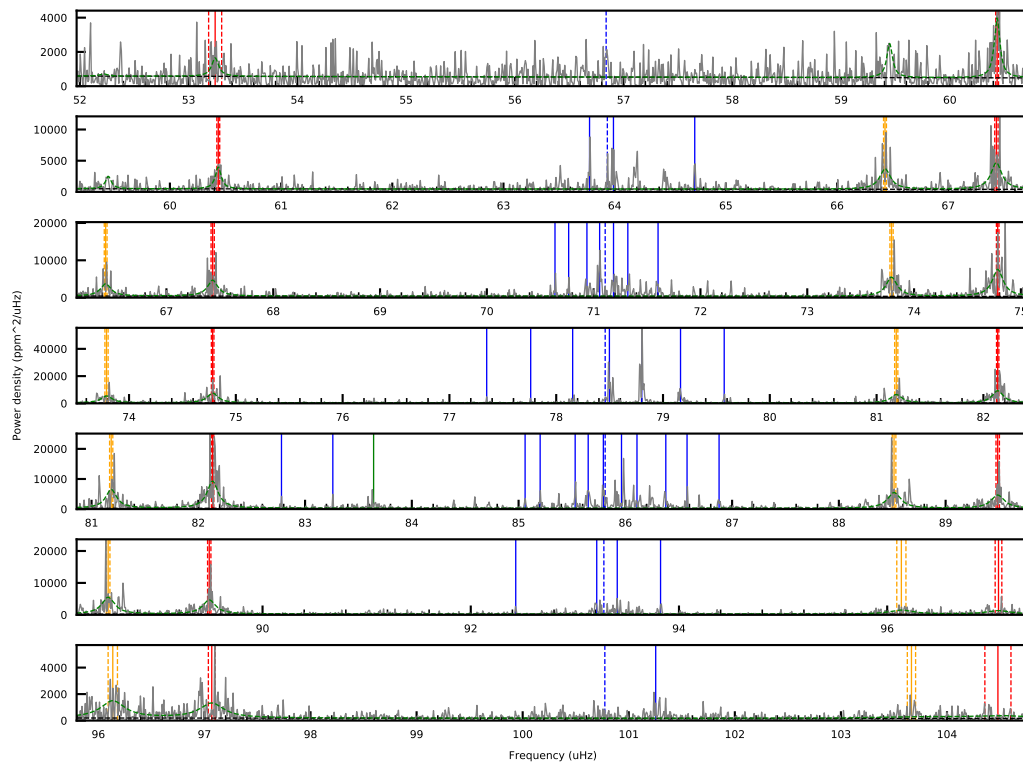 4000
2000
0
52 53 54 55 56 57 58 59 60
10000
5000
0
60 61 62 63 64 65 66 67
20000
10000
0
67 68 69 70 71 72 73 74 75
40000
20000
0
74 75 76 77 78 79 80 81 82
Power density (ppm^2/uHz)
20000
10000
0
81 82 83 84 85 86 87 88 89
20000
10000
0
90 92 94 96
4000
2000
0
96 97 98 99 100 101 102 103 104
Frequency (uHz)